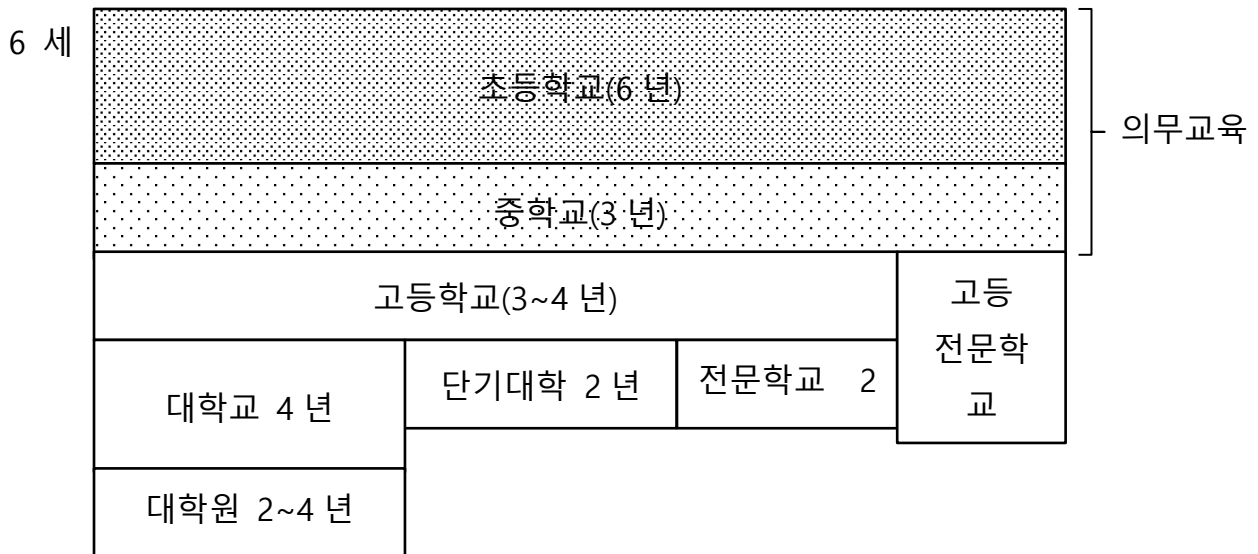 6 세
초등학교(6 년)
의무교육
중학교(3 년)
고등학교(3~4 년)
고등
전문학
교
대학교 4 년
단기대학 2 년
전문학교 2
대학원 2~4 년